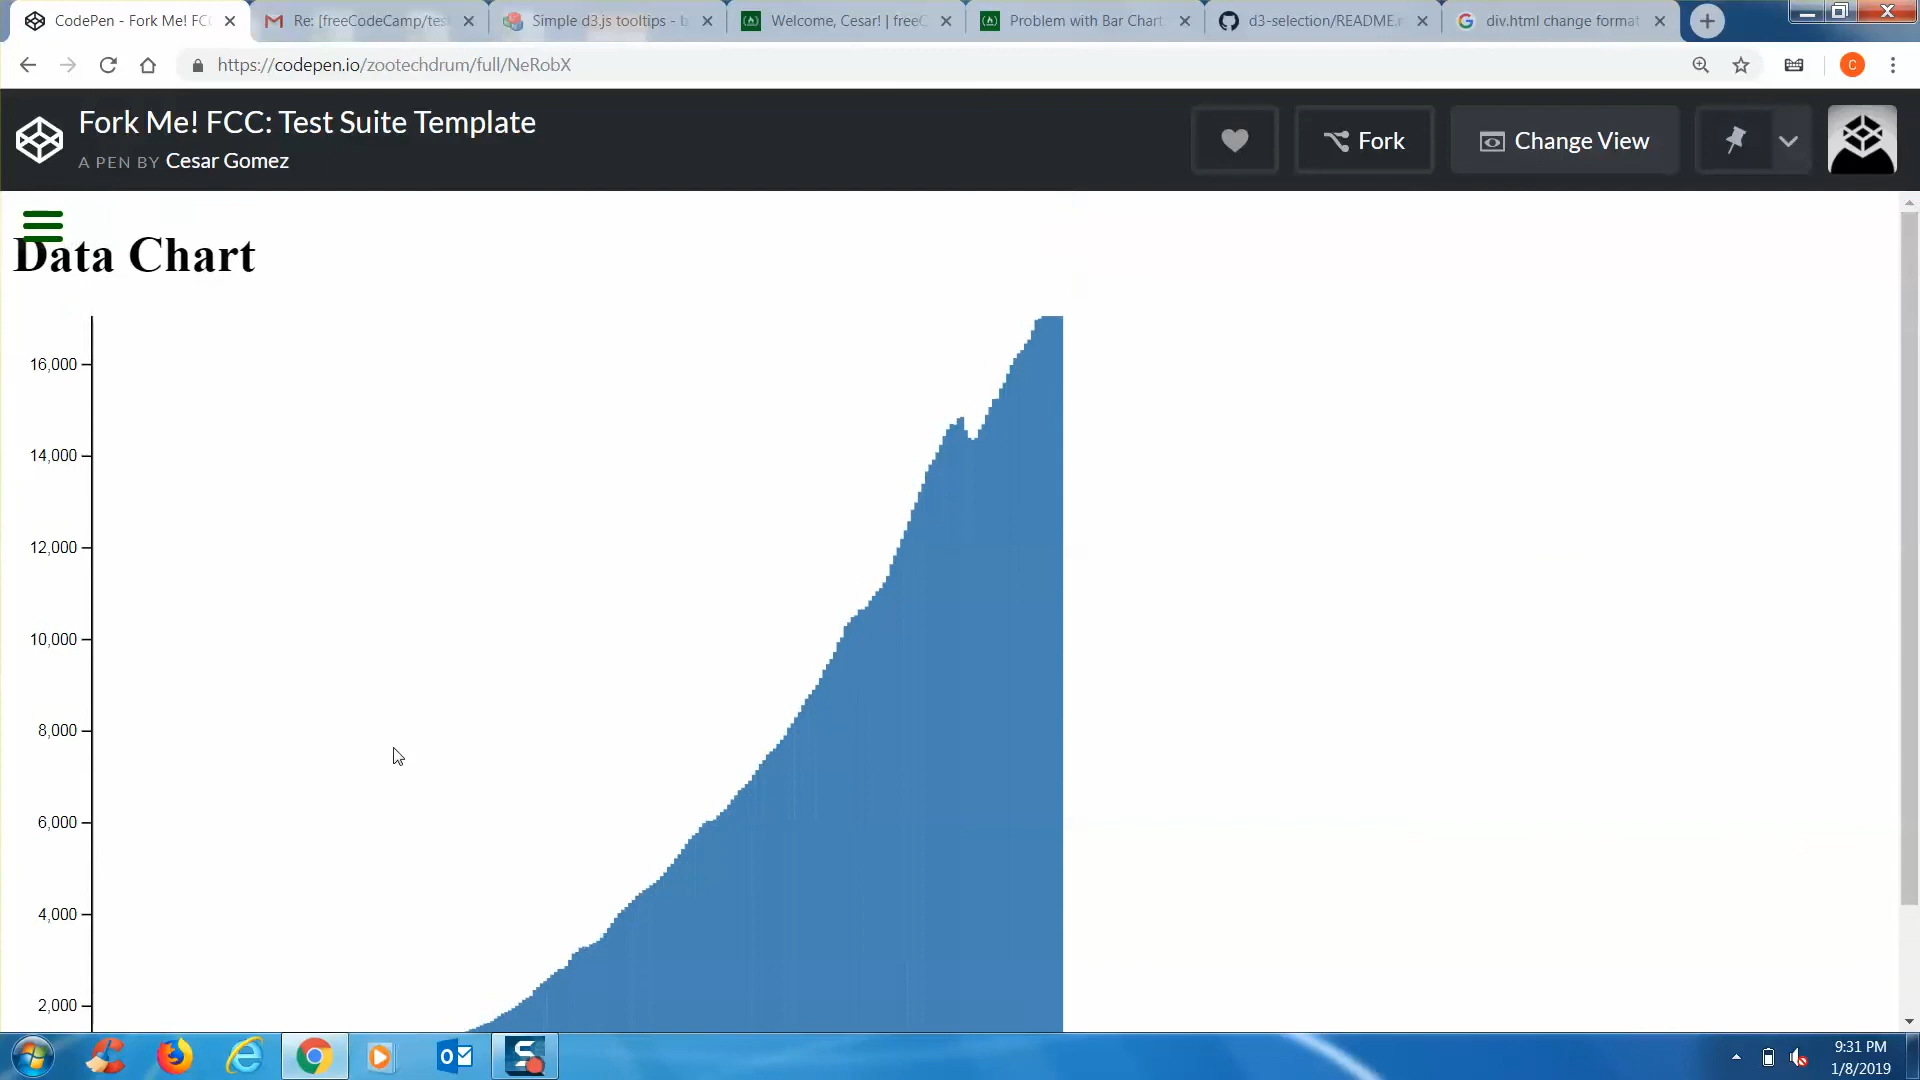 CodePen - Fork Me! FC
Re: [freeCodeCamp/tes
Simple d3.js tooltips - b
Welcome, Cesar! | freeC
Problem with Bar Chart
d3-selection/README.m
div.html change format
https://codepen.io/zootechdrum/full/NeRobX
C
Fork Me! FCC: Test Suite Template
A PEN BY Cesar Gomez
Fork
Change View
Data Chart
16,000
14,000
12,000
10,000
8,000
6,000
4,000
2,000
9:31 PM
1/8/2019